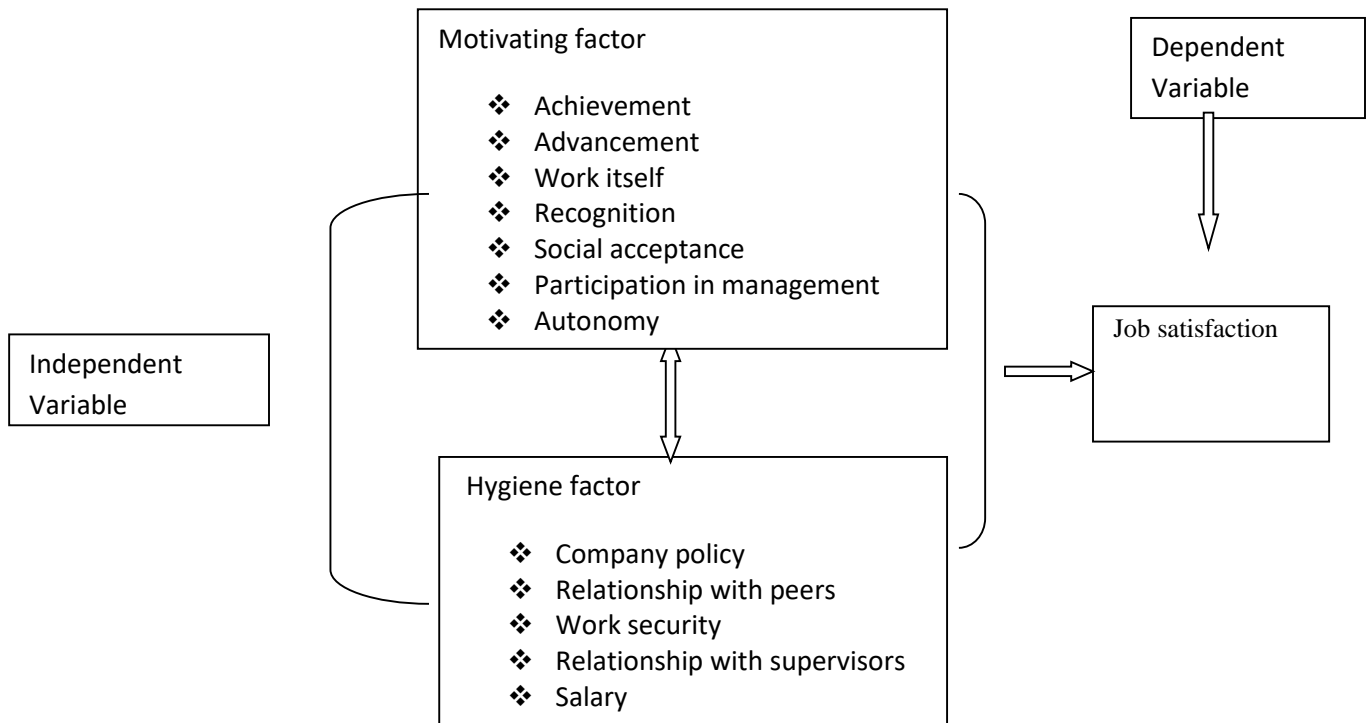 Motivating factor
❖ Achievement
❖ Advancement
❖ Work itself
❖ Recognition
❖ Social acceptance
❖ Participation in management
❖ Autonomy
Dependent
Variable
Independent
Variable
Job satisfaction
Hygiene factor
❖ Company policy
❖ Relationship with peers
❖ Work security
❖ Relationship with supervisors
❖ Salary